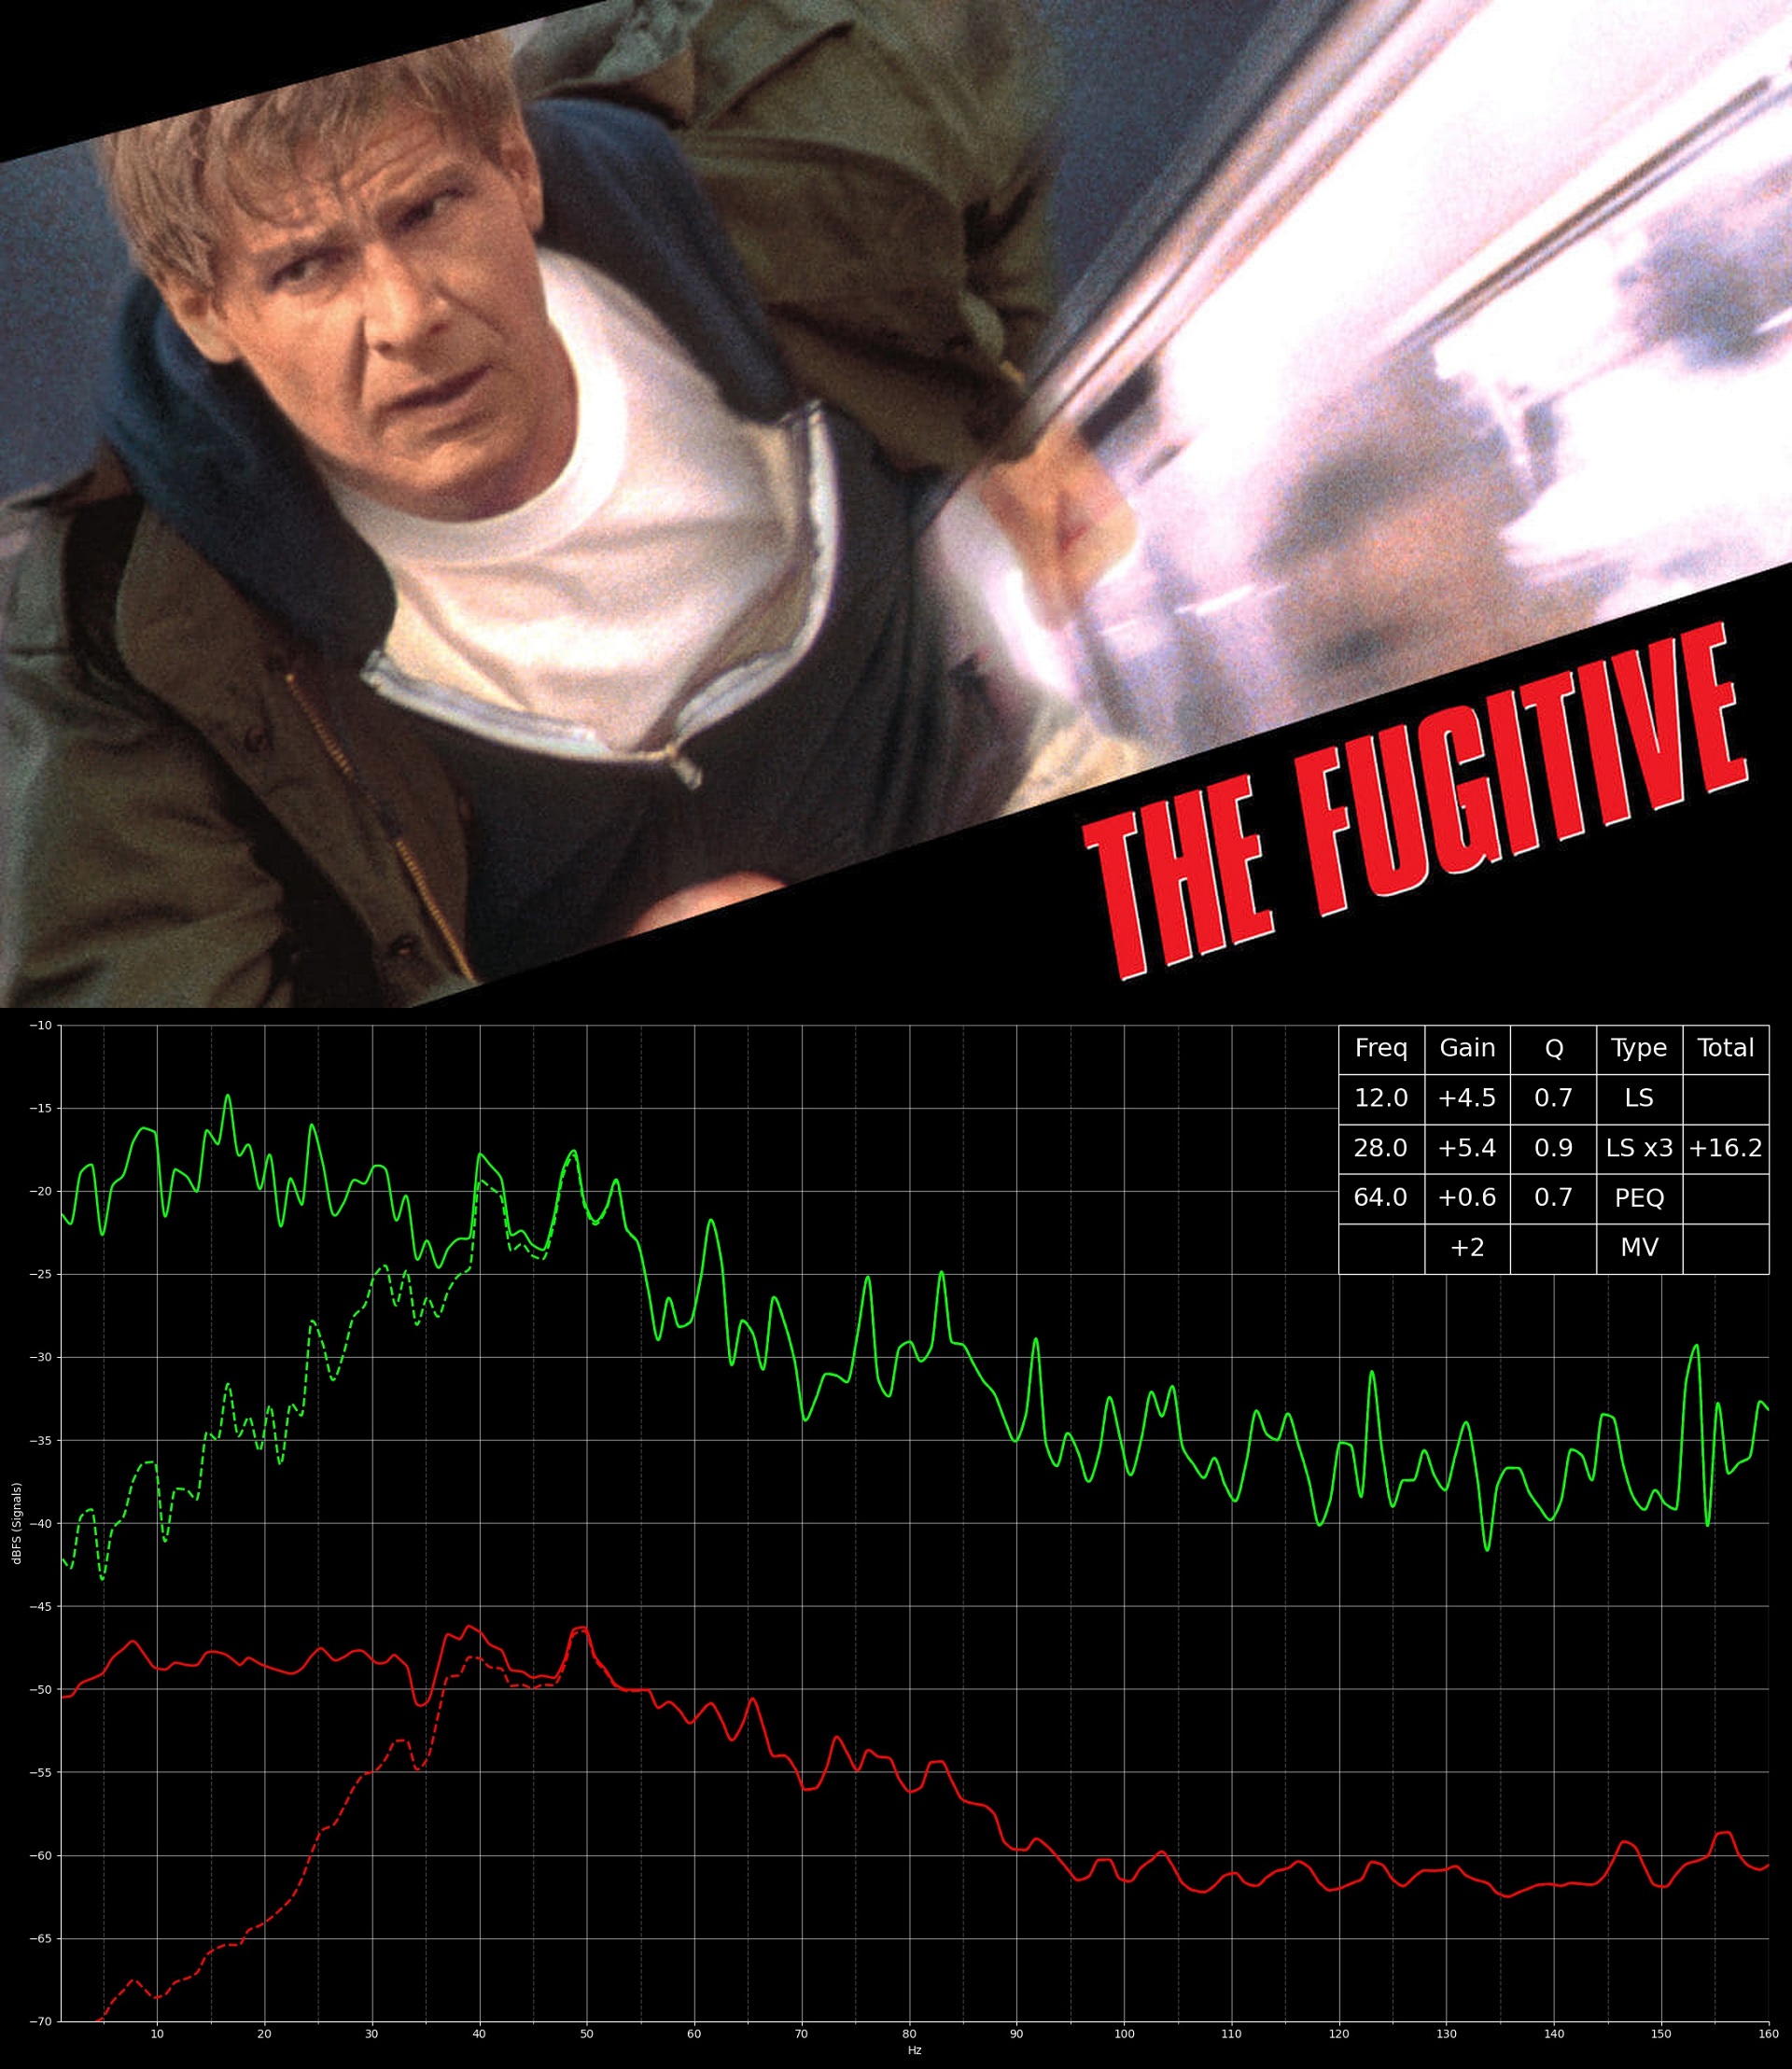 THE FUGITIVE
Freq Gain Q Type Total
12.0 +4.5 0.7 LS
28.0 +5.4 0.9 LS x3 +16.2
64.0 +0.6 0.7 PEQ
+2 MV
−10
−15
−20
−25
−30
−35
−40
−45
−50
−55
−60
−65
−70
dBFS (Signals)
10 20 30 40 50 60 70 80 90 100 110 120 130 140 150 160
Hz